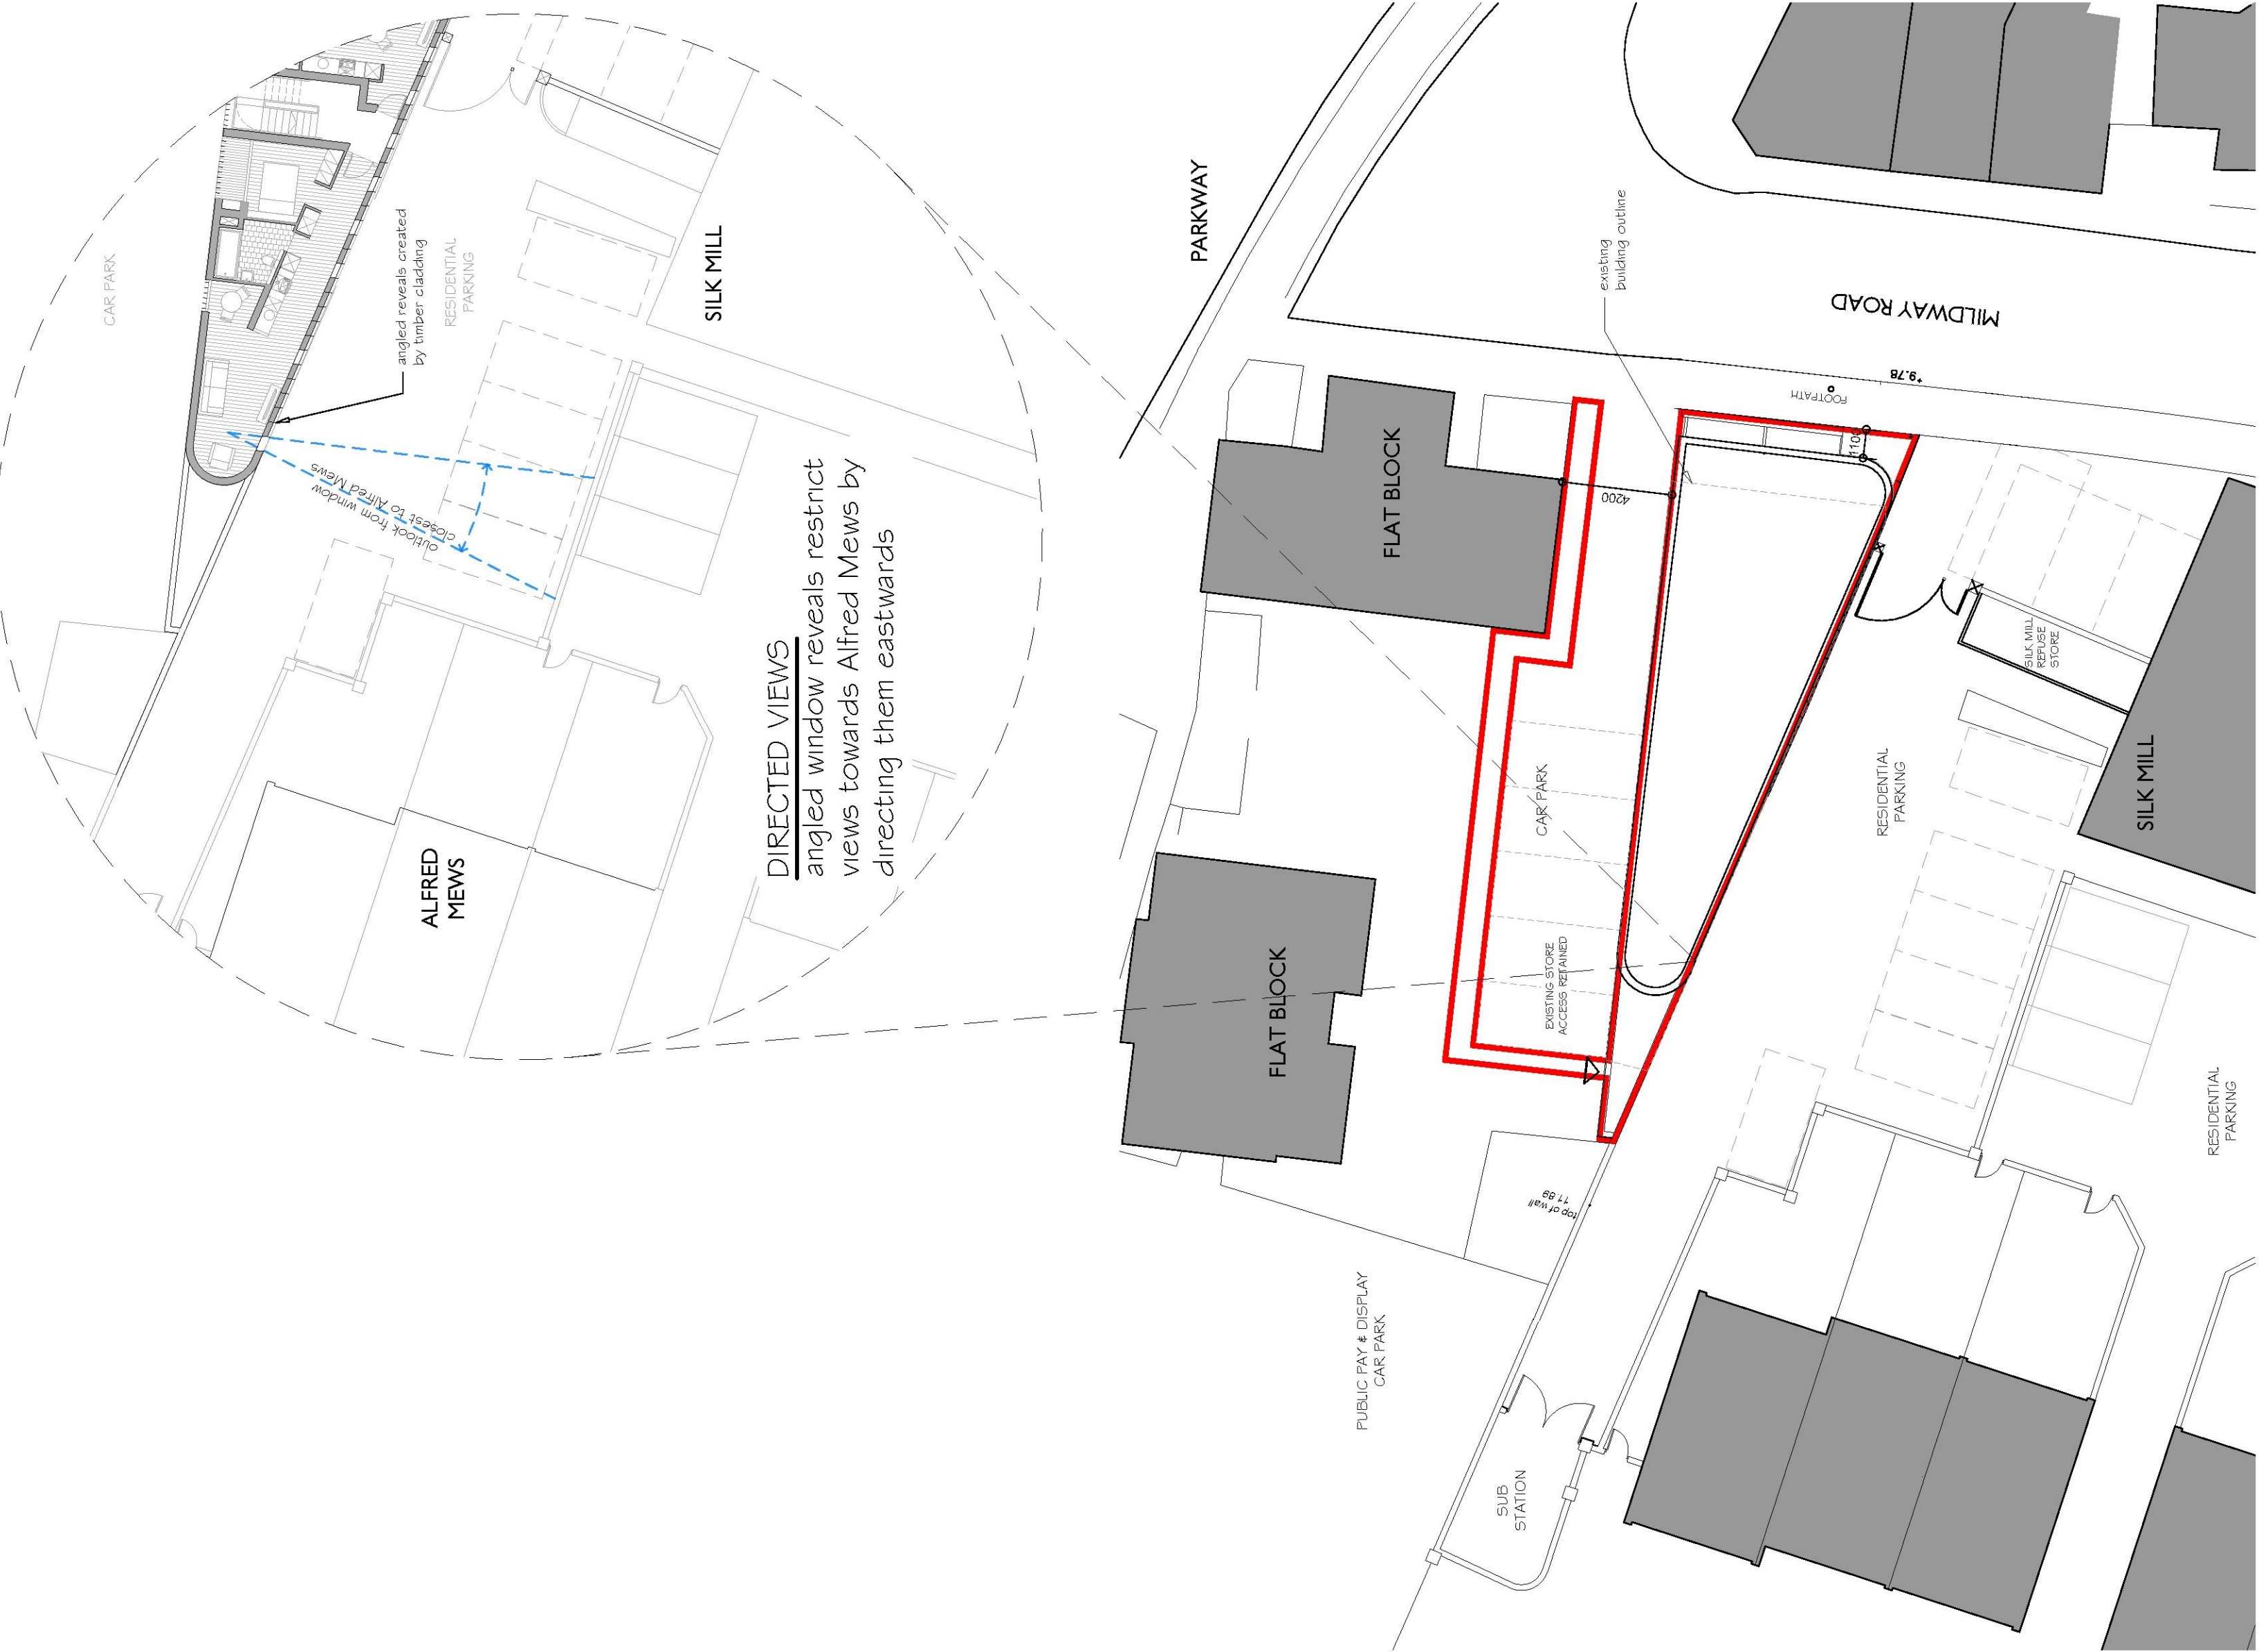 CAR PARK
angled reveals created
by timber cladding
RESIDENTIAL
PARKING
SILK MILL
outlook from window
closest to Alfred Mews
ALFRED
MEWS
DIRECTED VIEWS
angled window reveals restrict
views towards Alfred Mews by
directing them eastwards
PARKWAY
existing
building outline
MILDWAY ROAD
FLAT BLOCK
4200
FOOTPATH
+9.78
1100
SILK MILL
REFUSE
STORE
CAR PARK
RESIDENTIAL
PARKING
SILK MILL
FLAT BLOCK
EXISTING STORE
ACCESS RETAINED
top of wall
11.89
RESIDENTIAL
PARKING
PUBLIC PAY & DISPLAY
CAR PARK
SUB
STATION